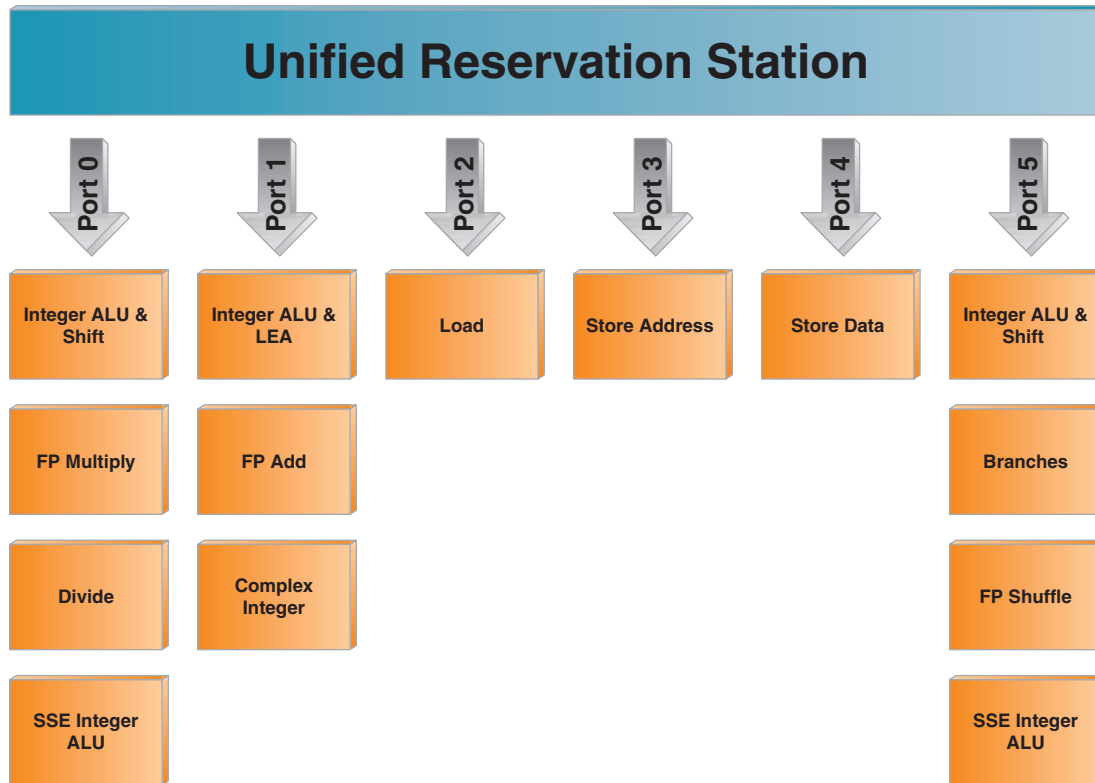 Unified Reservation Station
Port 0
Port 1
Port 2
Port 3
Port 4
Port 5
Integer ALU &
Shift
Integer ALU &
LEA
Load
Store Address
Store Data
Integer ALU &
Shift
FP Multiply
FP Add
Branches
Divide
Complex
Integer
FP Shuffle
SSE Integer
ALU
SSE Integer
ALU